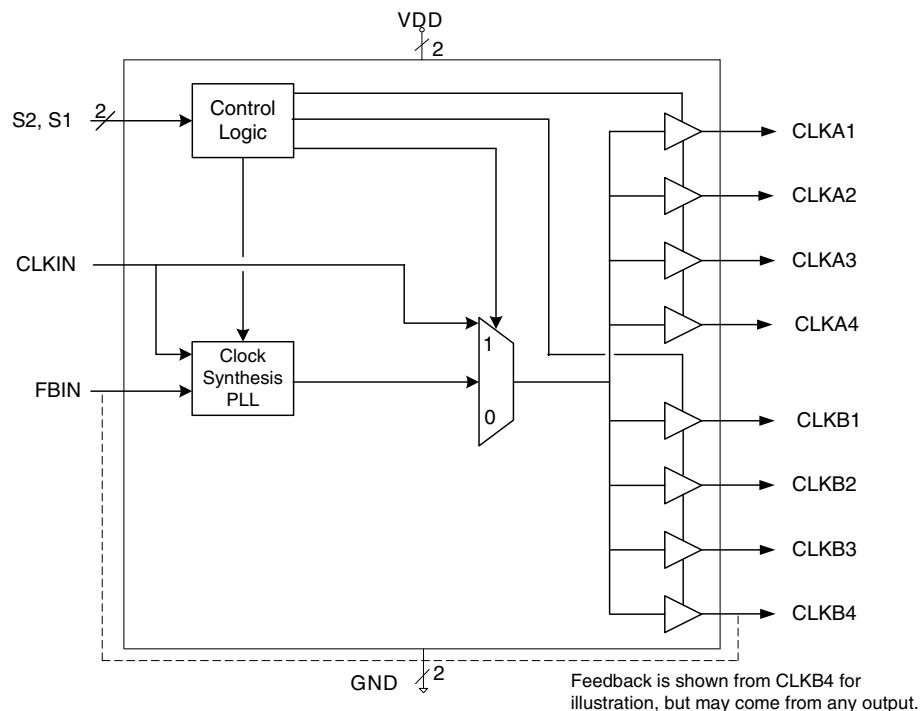 VDD
2
S2, S1
2
Control
Logic
CLKIN
FBIN
Clock
Synthesis
PLL
1
0
CLKA1
CLKA2
CLKA3
CLKA4
CLKB1
CLKB2
CLKB3
CLKB4
GND
2
Feedback is shown from CLKB4 for
illustration, but may come from any output.